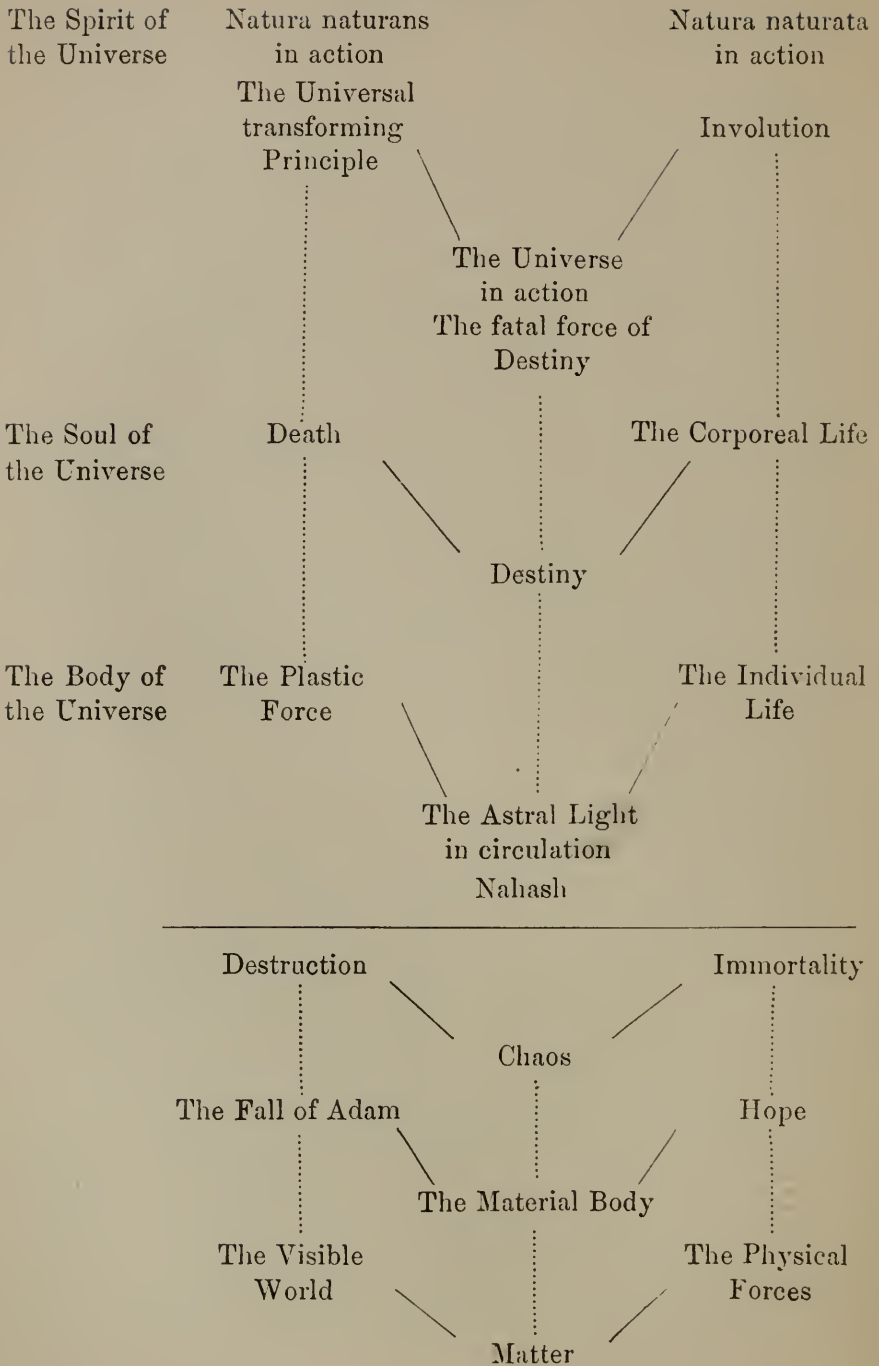 The Spirit of
the Universe
Natura naturans
in action
The Universal
transforming
Principle
Natura naturata
in action
Involution
The Universe
in action
The fatal force of
Destiny
The Soul of
the Universe
Death
The Corporeal Life
Destiny
The Body of
the Universe
The Plastic
Force
The Individual
Life
The Astral Light
in circulation
Nahash
Destruction
Immortality
Chaos
The Fall of Adam
Hope
The Material Body
The Visible
World
The Physical
Forces
Matter